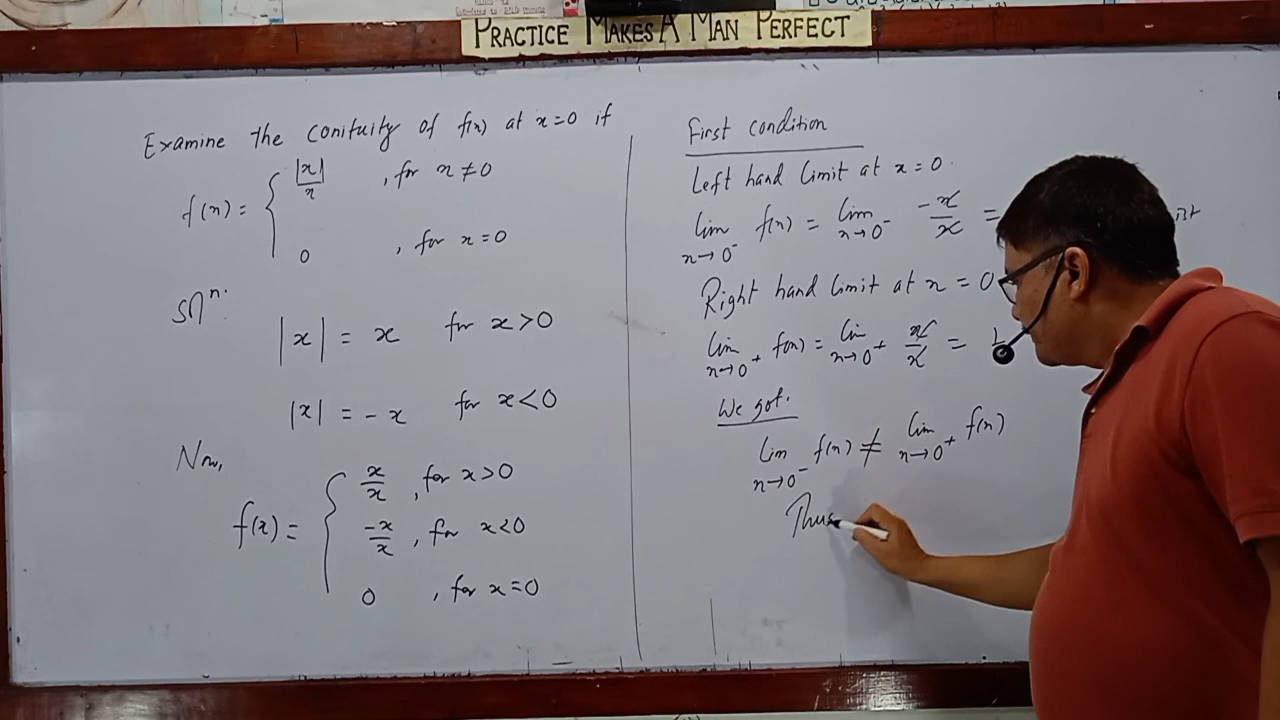 PRACTICE MAKES A MAN PERFECT
Examine the conituity of f(x) at x=0 if
f(x) = { |x|/x , for x ≠ 0
0 , for x = 0
Solⁿ:
|x| = x for x > 0
|x| = - x for x < 0
Now,
f(x) = { x/x , for x > 0
-x/x , for x < 0
0 , for x = 0
First condition
Left hand limit at x = 0.
lim x→0⁻ f(x) = lim x→0⁻ -x/x =
Right hand limit at x = 0
lim x→0⁺ f(x) = lim x→0⁺ x/x = 1
We got.
lim x→0⁻ f(x) ≠ lim x→0⁺ f(x)
Thus